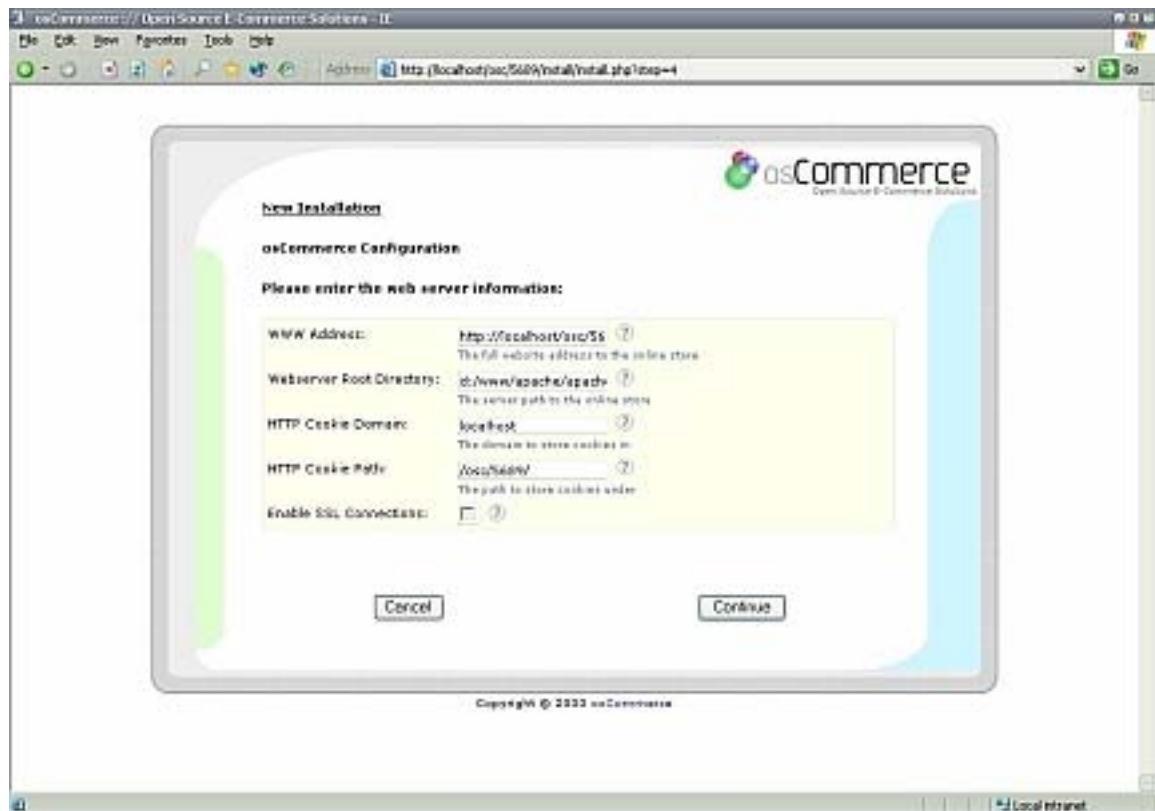 osCommerce :// Open Source E-Commerce Solutions - IE
File Edit View Favorites Tools Help
Address http://localhost/osc/5689/install/install.php?step=4 Go
osCommerce
Open Source E-Commerce Solutions
New Installation
osCommerce Configuration
Please enter the web server information:
WWW Address: http://localhost/osc/56 ?
The full website address to the online store
Webserver Root Directory: d:/www/apache/apach ?
The server path to the online store
HTTP Cookie Domain: localhost ?
The domain to store cookies in
HTTP Cookie Path: /osc/5689/ ?
The path to store cookies under
Enable SSL Connections: ?
Cancel Continue
Copyright © osCommerce
Local intranet